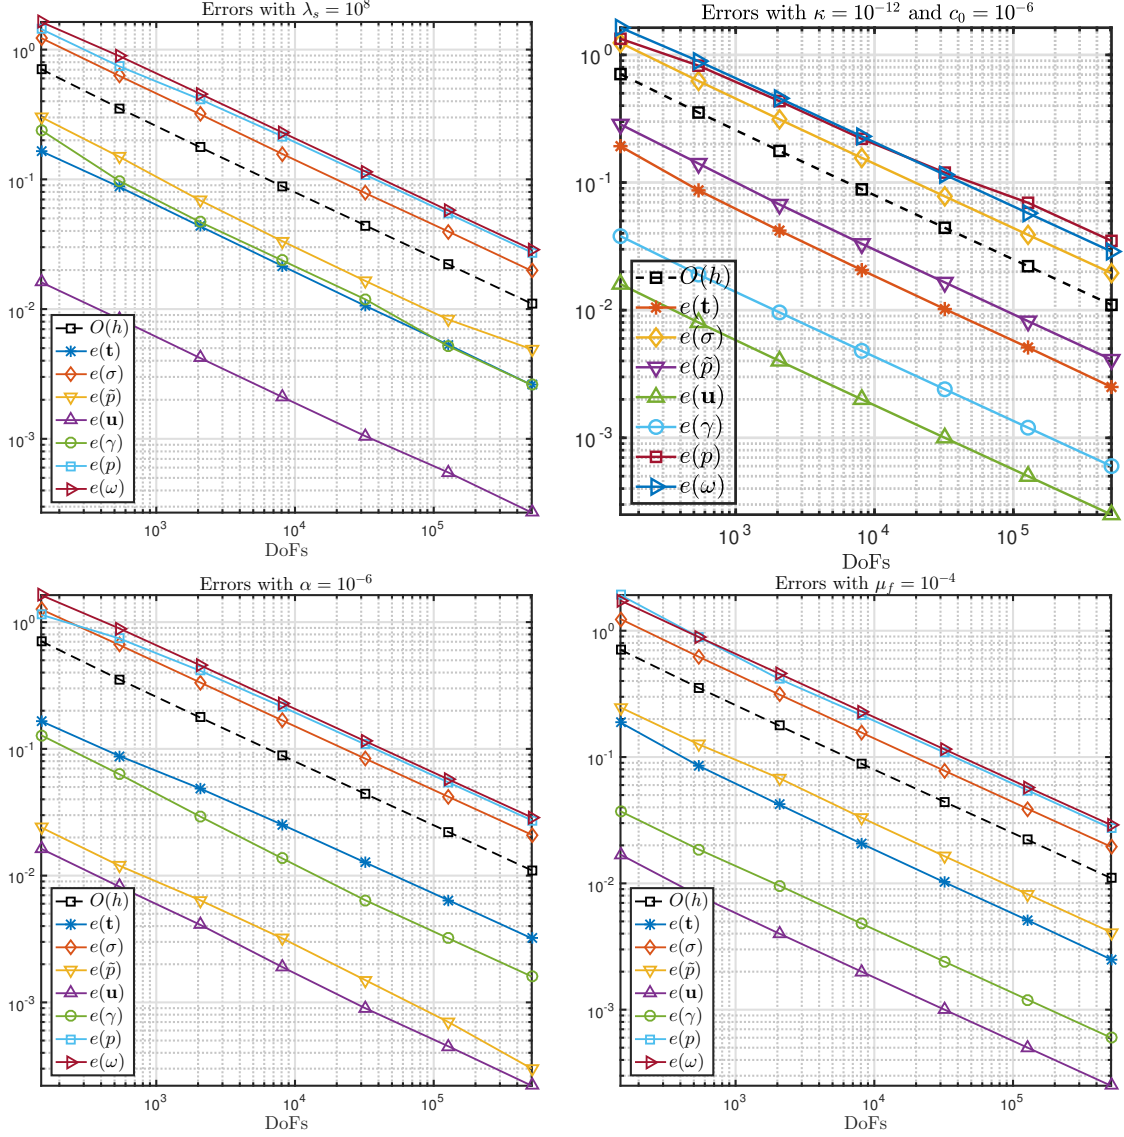 Errors with λ_s = 10^8
10^0
10^-1
10^-2
10^-3
O(h)
e(t)
e(σ)
e(p̃)
e(u)
e(γ)
e(p)
e(ω)
10^3
10^4
10^5
DoFs
Errors with κ = 10^-12 and c_0 = 10^-6
10^0
10^-1
10^-2
10^-3
O(h)
e(t)
e(σ)
e(p̃)
e(u)
e(γ)
e(p)
e(ω)
10^3
10^4
10^5
DoFs
Errors with α = 10^-6
10^0
10^-1
10^-2
10^-3
O(h)
e(t)
e(σ)
e(p̃)
e(u)
e(γ)
e(p)
e(ω)
10^3
10^4
10^5
DoFs
Errors with μ_f = 10^-4
10^0
10^-1
10^-2
10^-3
O(h)
e(t)
e(σ)
e(p̃)
e(u)
e(γ)
e(p)
e(ω)
10^3
10^4
10^5
DoFs